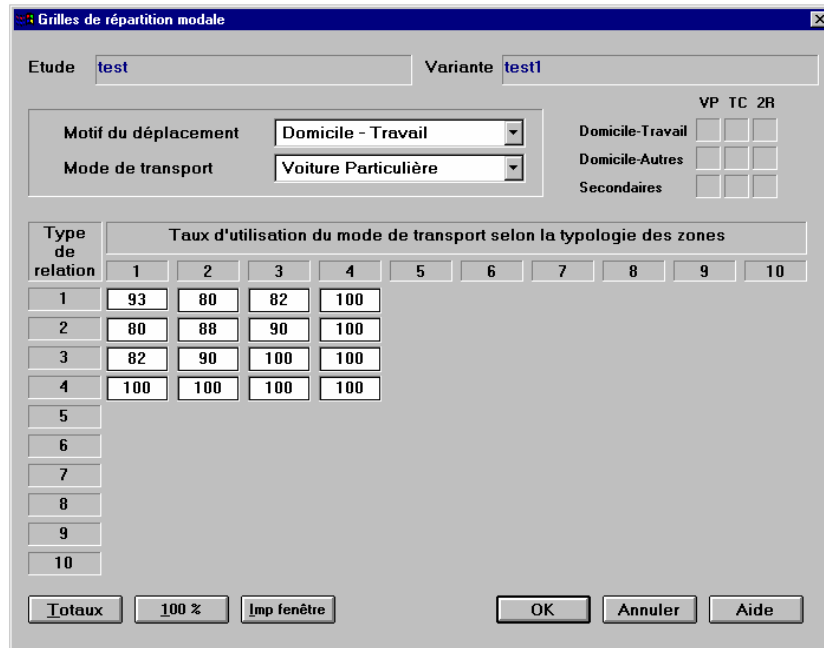 Grilles de répartition modale
Etude test Variante test1
VP TC 2R
Motif du déplacement Domicile - Travail Domicile-Travail
Domicile-Autres
Mode de transport Voiture Particulière
Secondaires
Type de relation Taux d'utilisation du mode de transport selon la typologie des zones
1 2 3 4 5 6 7 8 9 10
1 93 80 82 100
2 80 88 90 100
3 82 90 100 100
4 100 100 100 100
5
6
7
8
9
10
Totaux 100 % Imp fenêtre OK Annuler Aide